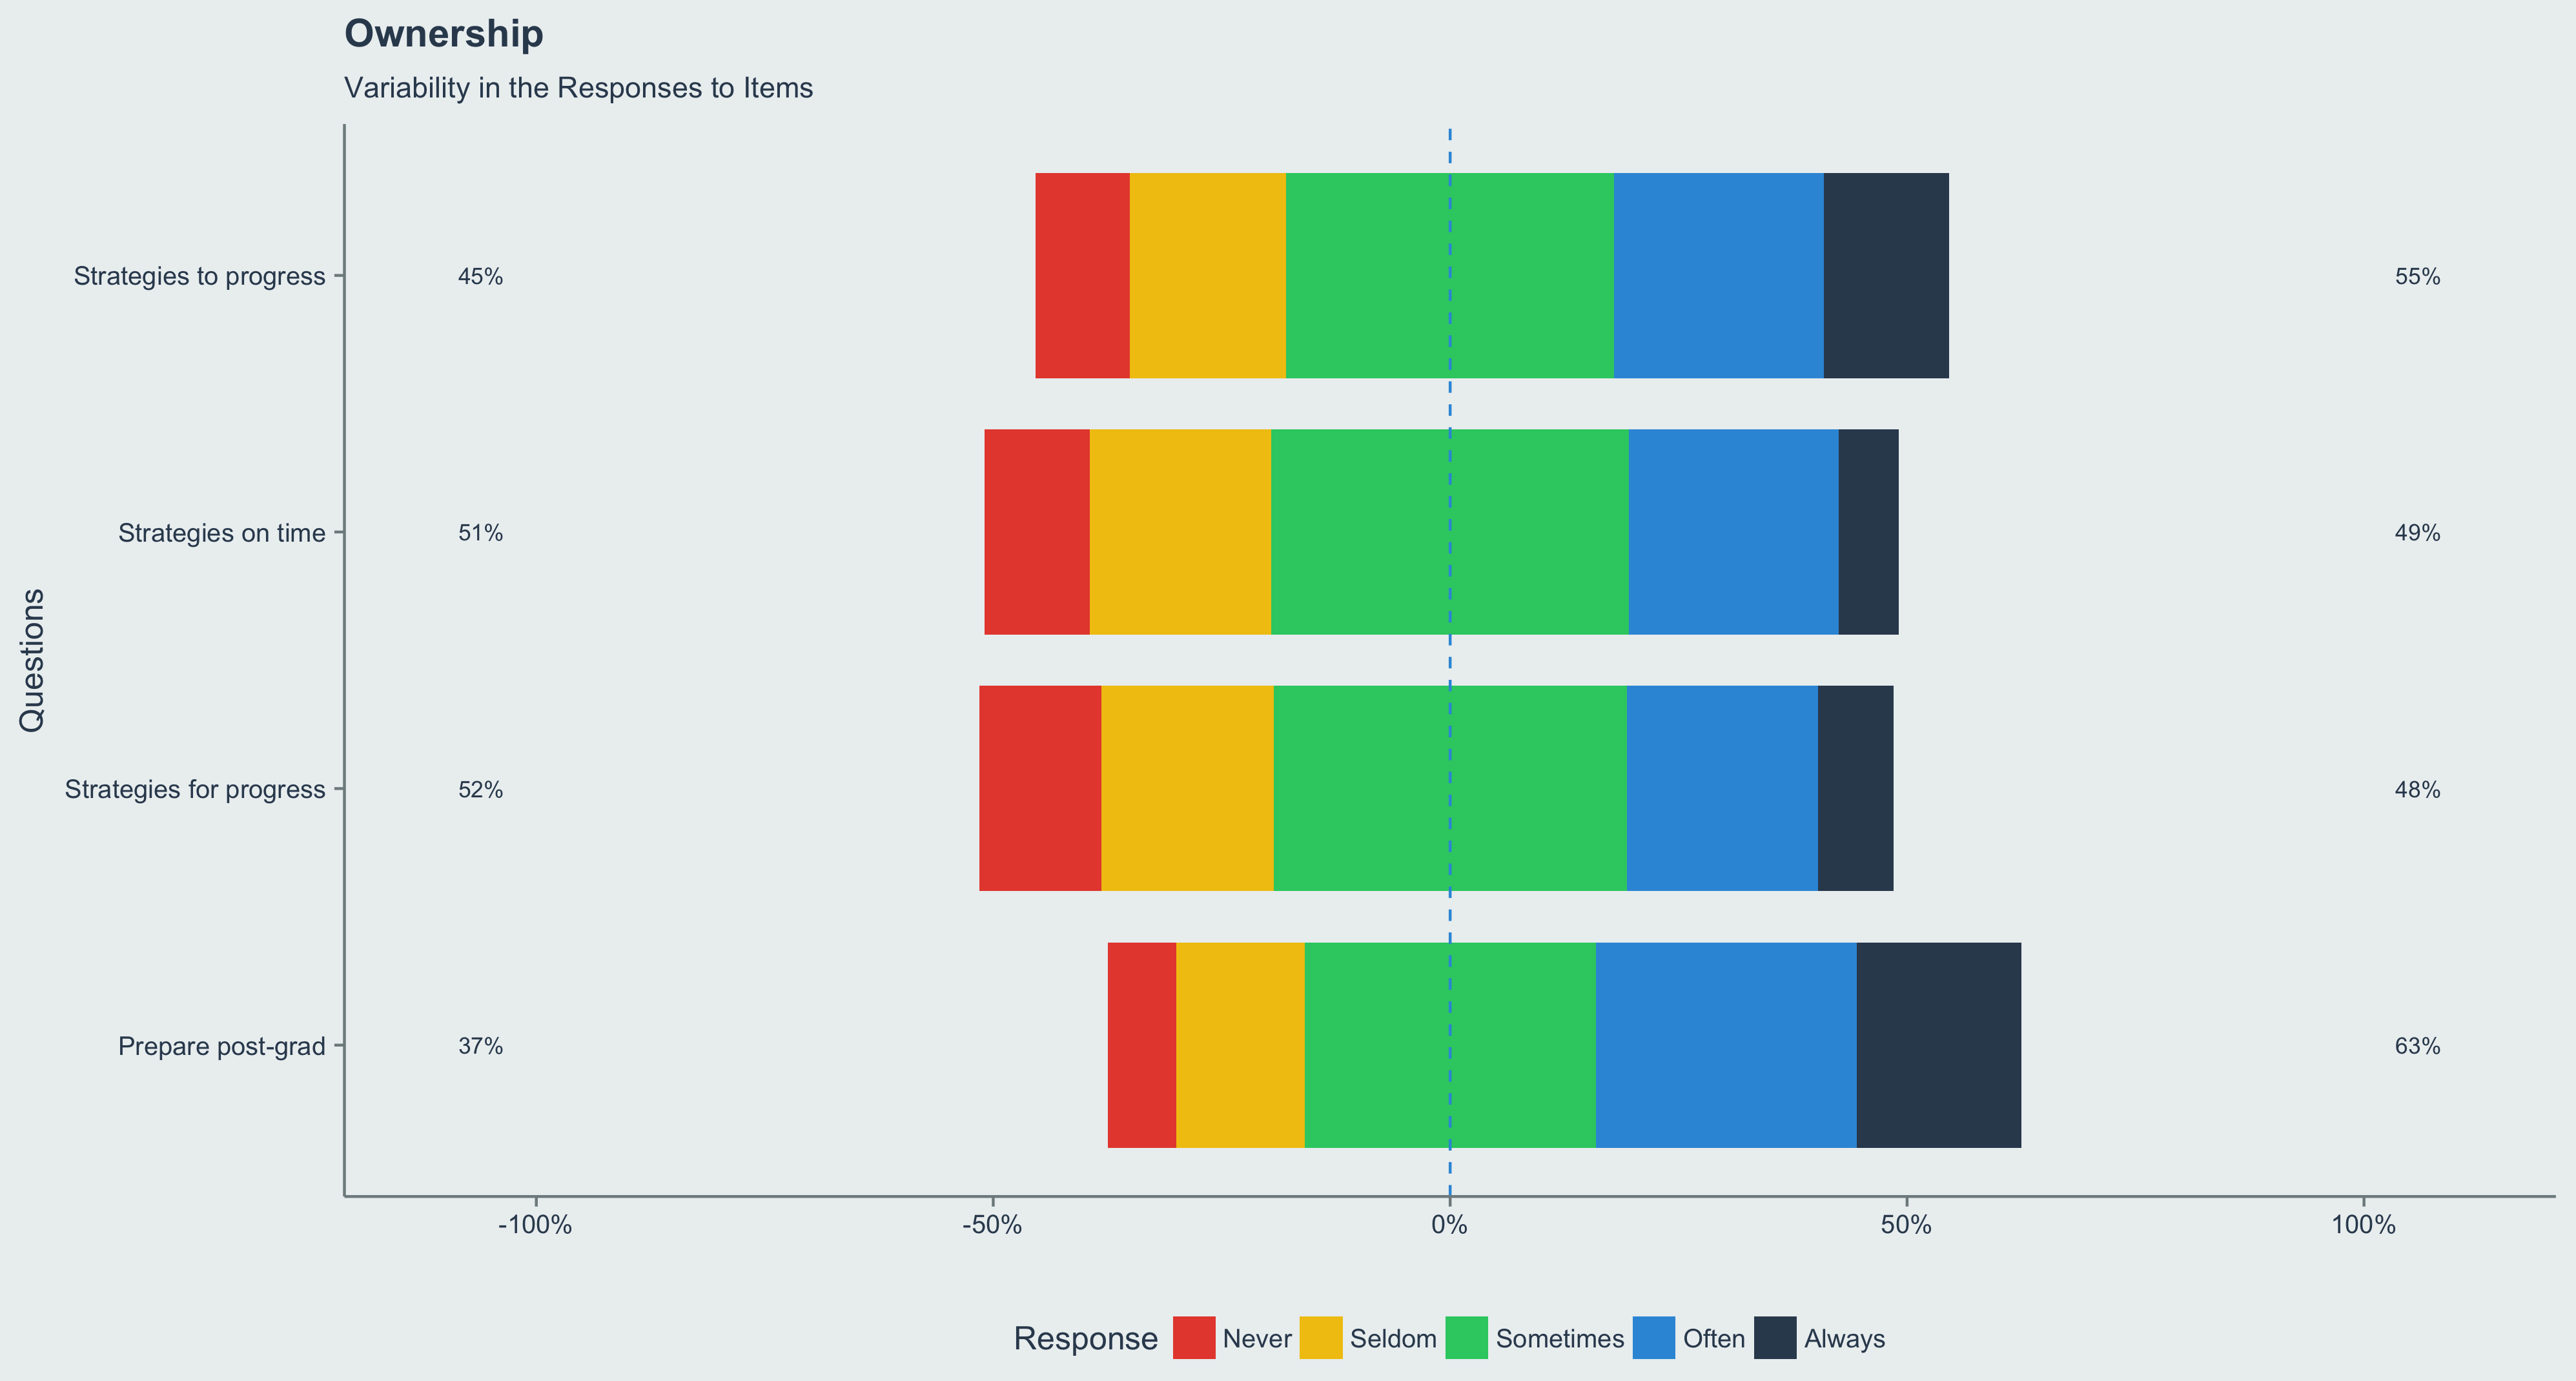 Ownership
Variability in the Responses to Items
Questions
Strategies to progress 45% 55%
Strategies on time 51% 49%
Strategies for progress 52% 48%
Prepare post-grad 37% 63%
-100% -50% 0% 50% 100%
Response Never Seldom Sometimes Often Always